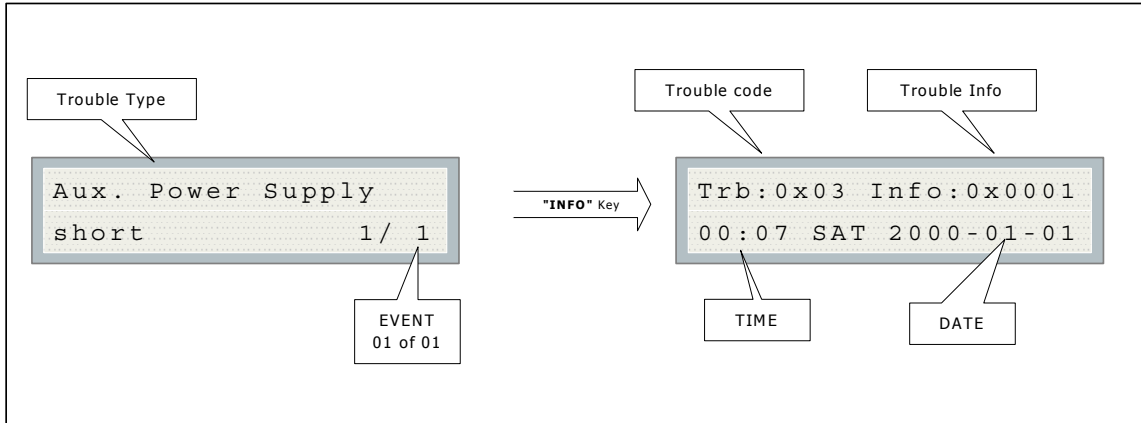 Trouble Type
Aux. Power Supply
short 1/ 1
EVENT
01 of 01
"INFO" Key
Trouble code
Trouble Info
Trb:0x03 Info:0x0001
00:07 SAT 2000-01-01
TIME
DATE